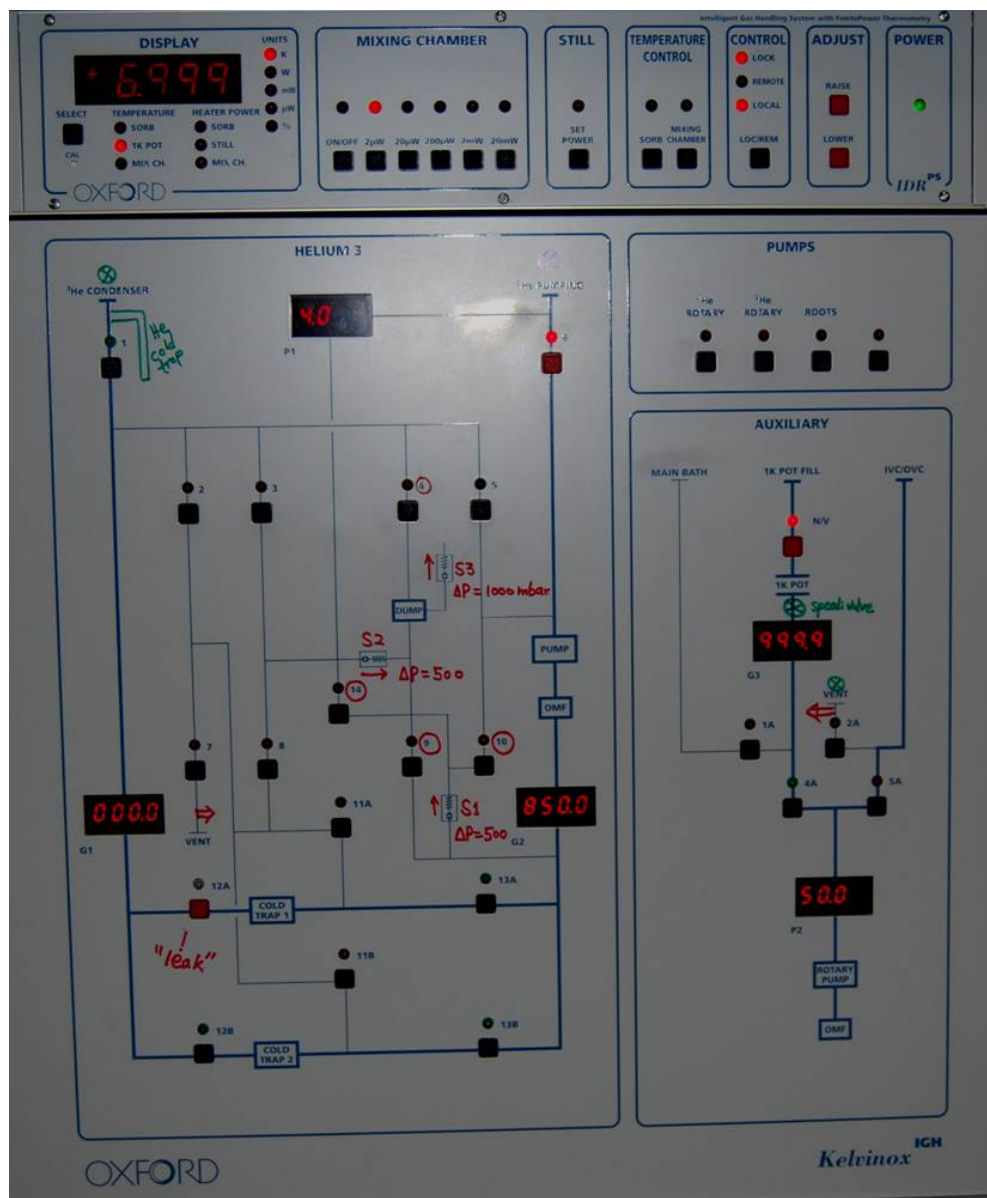 Intelligent Gas Handling System with FemtoPower Thermometry
DISPLAY
UNITS
K
W
mW
µW
%
+6.999
SELECT
CAL
TEMPERATURE
SORB
1K POT
MIX CH.
HEATER POWER
SORB
STILL
MIX CH.
OXFORD
MIXING CHAMBER
ON/OFF 2µW 20µW 200µW 2mW 20mW
STILL
SET
POWER
TEMPERATURE
CONTROL
SORB
MIXING
CHAMBER
CONTROL
LOCK
REMOTE
LOCAL
LOC/REM
ADJUST
RAISE
LOWER
POWER
IDR PS
HELIUM 3
³He CONDENSER
³He PUMPING
4.0
P1
He
cold
trap
1
6
2
3
4
5
S3
ΔP = 1000 mbar
DUMP
S2
ΔP = 500
14
PUMP
OMF
7
8
9
10
000.0
G1
VENT
11A
S1
ΔP=500
850.0
G2
12A
COLD
TRAP 1
13A
"leak"
!
11B
12B
COLD
TRAP 2
13B
PUMPS
³He
ROTARY
⁴He
ROTARY
ROOTS
AUXILIARY
MAIN BATH
1K POT FILL
IVC/OVC
N/V
1K POT
speedi valve
999.9
G3
VENT
1A
2A
4A
5A
50.0
P2
ROTARY
PUMP
OMF
OXFORD
Kelvinox IGH